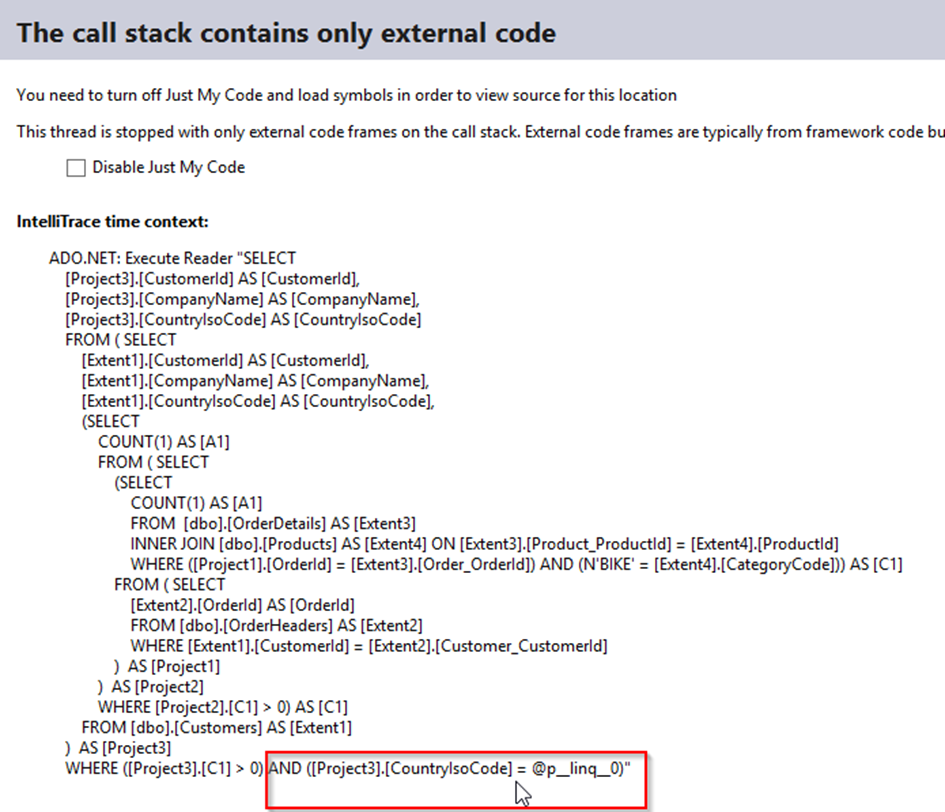 The call stack contains only external code
You need to turn off Just My Code and load symbols in order to view source for this location
This thread is stopped with only external code frames on the call stack. External code frames are typically from framework code bu
Disable Just My Code
IntelliTrace time context:
ADO.NET: Execute Reader "SELECT
[Project3].[CustomerId] AS [CustomerId],
[Project3].[CompanyName] AS [CompanyName],
[Project3].[CountryIsoCode] AS [CountryIsoCode]
FROM ( SELECT
[Extent1].[CustomerId] AS [CustomerId],
[Extent1].[CompanyName] AS [CompanyName],
[Extent1].[CountryIsoCode] AS [CountryIsoCode],
(SELECT
COUNT(1) AS [A1]
FROM ( SELECT
(SELECT
COUNT(1) AS [A1]
FROM  [dbo].[OrderDetails] AS [Extent3]
INNER JOIN [dbo].[Products] AS [Extent4] ON [Extent3].[Product_ProductId] = [Extent4].[ProductId]
WHERE ([Project1].[OrderId] = [Extent3].[Order_OrderId]) AND (N'BIKE' = [Extent4].[CategoryCode])) AS [C1]
FROM ( SELECT
[Extent2].[OrderId] AS [OrderId]
FROM [dbo].[OrderHeaders] AS [Extent2]
WHERE [Extent1].[CustomerId] = [Extent2].[Customer_CustomerId]
)  AS [Project1]
)  AS [Project2]
WHERE [Project2].[C1] > 0) AS [C1]
FROM [dbo].[Customers] AS [Extent1]
)  AS [Project3]
WHERE ([Project3].[C1] > 0) AND ([Project3].[CountryIsoCode] = @p__linq__0)"